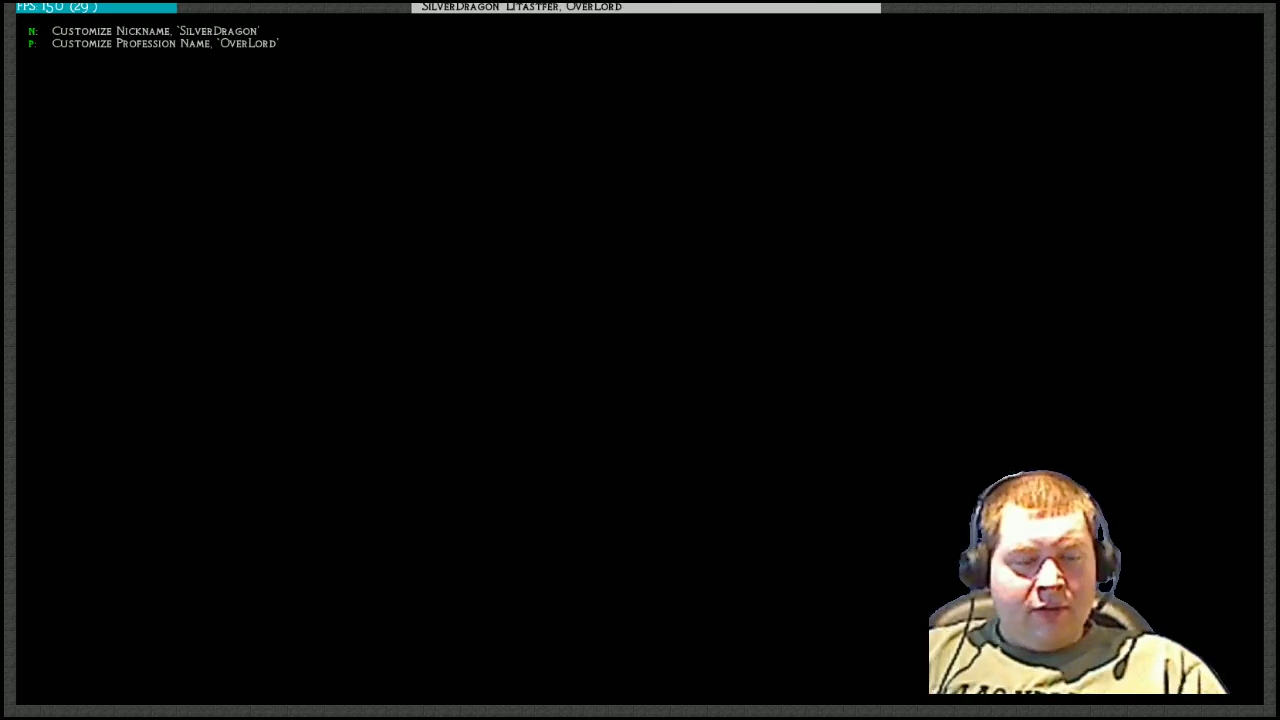 FPS: 150 (29 )
`SilverDragon' Litastfer, OverLord
N: Customize Nickname, `SilverDragon'
P: Customize Profession Name, `OverLord'